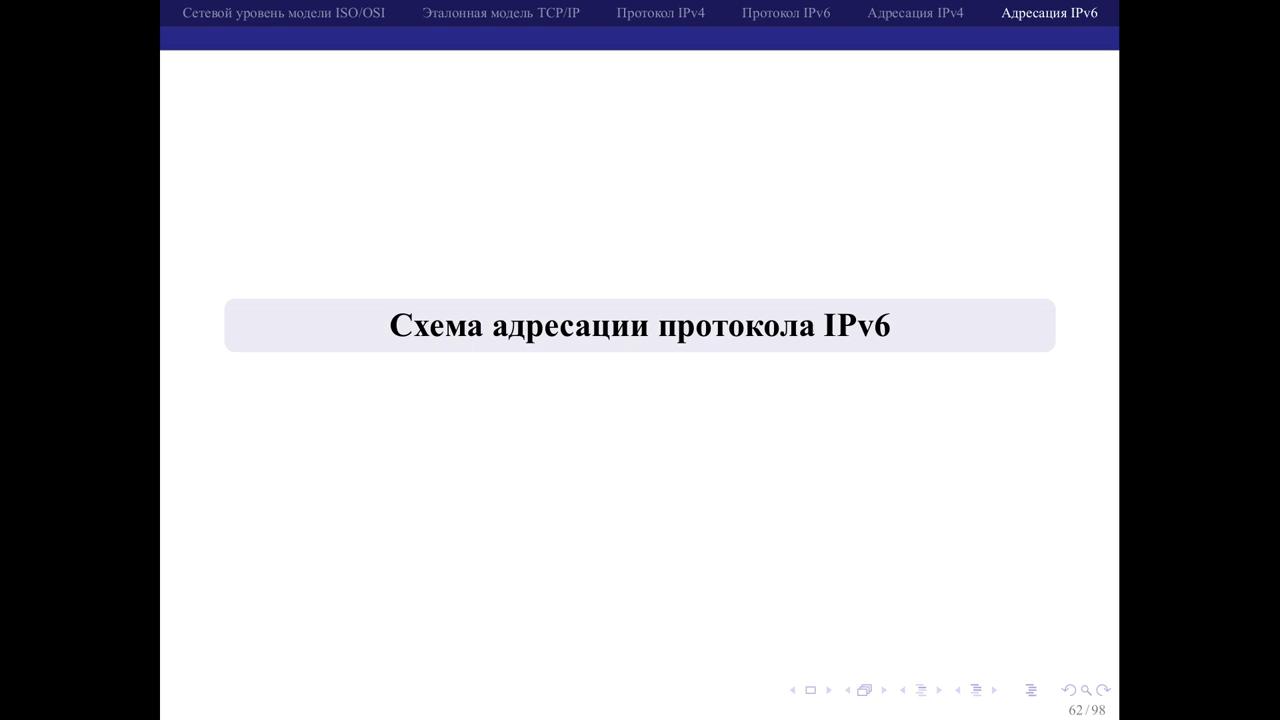 Сетевой уровень модели ISO/OSI Эталонная модель TCP/IP Протокол IPv4 Протокол IPv6 Адресация IPv4 Адресация IPv6
Схема адресации протокола IPv6
62 / 98